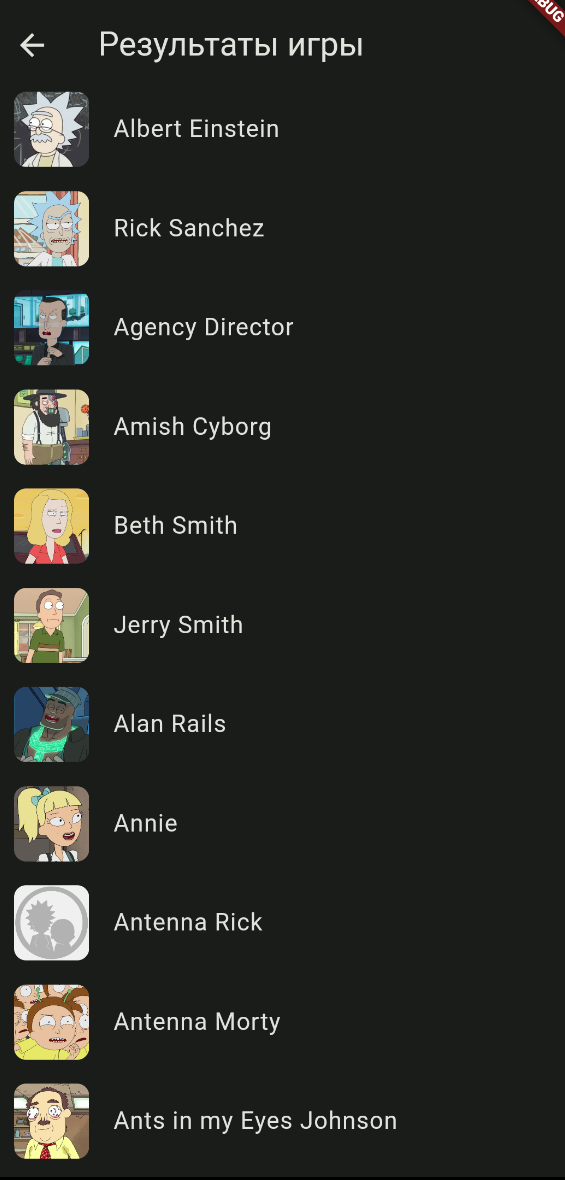 Результаты игры
Albert Einstein
Rick Sanchez
Agency Director
Amish Cyborg
Beth Smith
Jerry Smith
Alan Rails
Annie
Antenna Rick
Antenna Morty
Ants in my Eyes Johnson